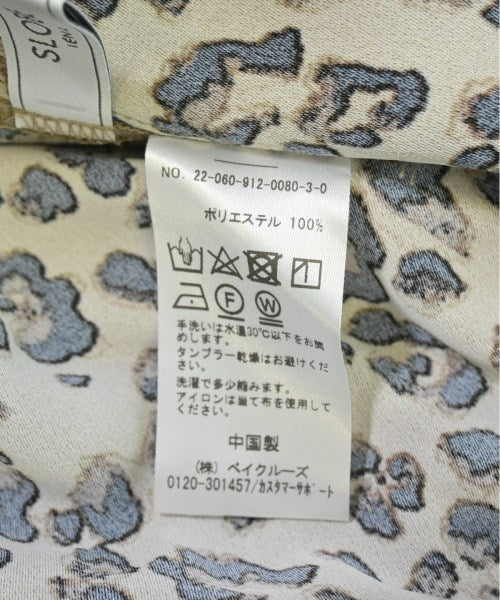 SLOB
IENA
NO. 22-060-912-0080-3-0
ポリエステル 100%
F W
手洗いは水温30℃以下をお勧
めします。
タンブラー乾燥はお避けくださ
い。
洗濯で多少縮みます。
アイロンは当て布を使用して
ください。
中国製
(株) ベイクルーズ
0120-301457/カスタマーサポート